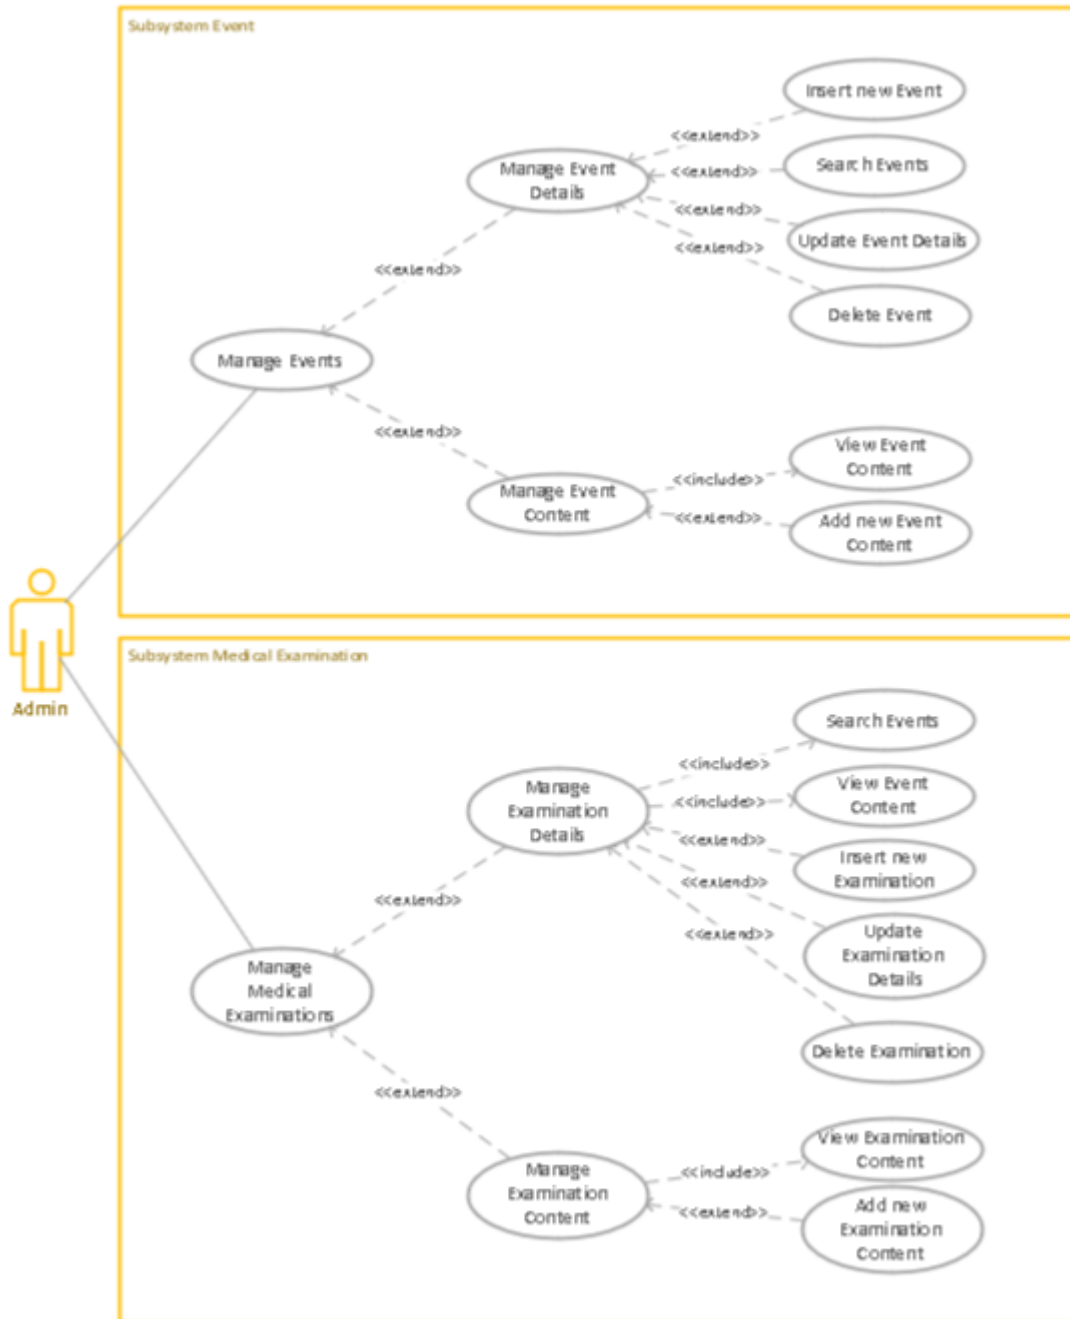 Subsystem Event
Insert new Event
<<extend>>
Manage Event
Details
<<extend>>
Search Events
<<extend>>
Update Event Details
<<extend>>
<<extend>>
Delete Event
Manage Events
<<extend>>
View Event
Content
<<include>>
Manage Event
Content
<<extend>>
Add new Event
Content
Admin
Subsystem Medical Examination
Search Events
<<include>>
Manage
Examination
Details
<<include>>
View Event
Content
<<extend>>
Insert new
Examination
<<extend>>
<<extend>>
<<extend>>
Update
Examination
Details
Manage
Medical
Examinations
Delete Examination
<<extend>>
View Examination
Content
<<include>>
Manage
Examination
Content
<<extend>>
Add new
Examination
Content